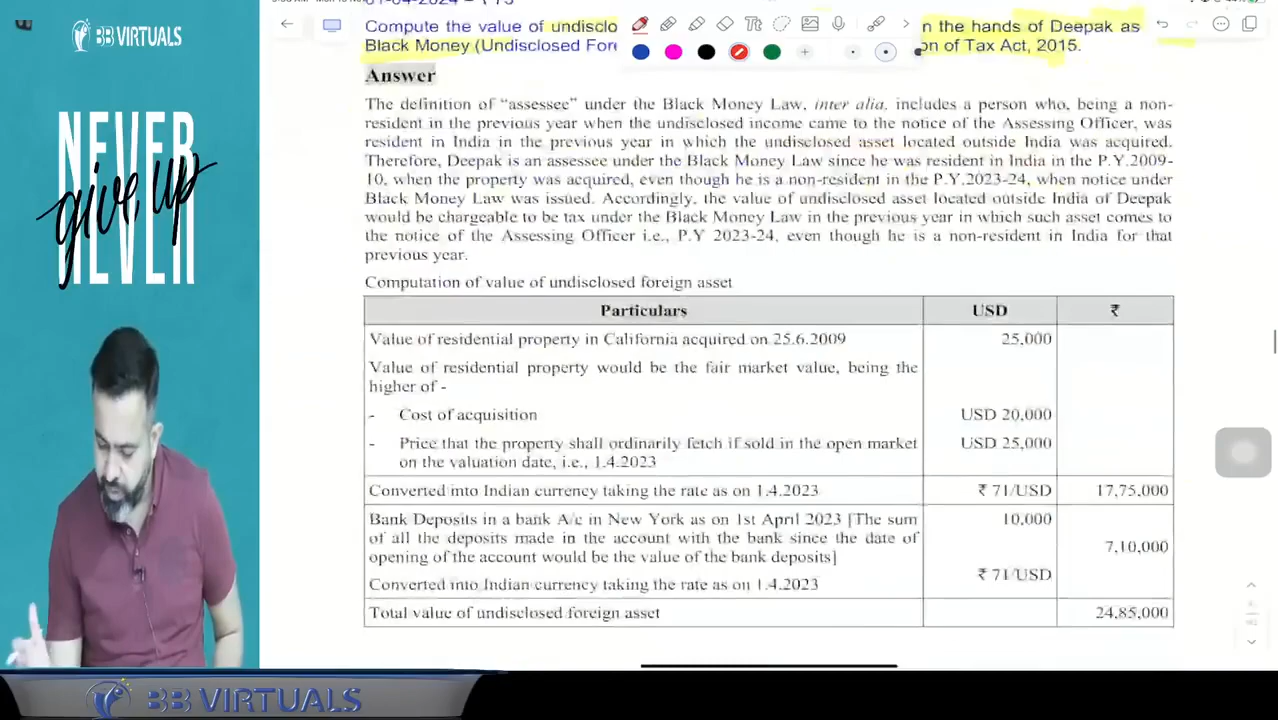 01-04-2024 – ₹ 73
BB VIRTUALS
Compute the value of undisclo n the hands of Deepak as
Black Money (Undisclosed Fore on of Tax Act, 2015.
Answer
The definition of "assessee" under the Black Money Law, inter alia, includes a person who, being a non-
resident in the previous year when the undisclosed income came to the notice of the Assessing Officer, was
resident in India in the previous year in which the undisclosed asset located outside India was acquired.
Therefore, Deepak is an assessee under the Black Money Law since he was resident in India in the P.Y.2009-
10, when the property was acquired, even though he is a non-resident in the P.Y.2023-24, when notice under
Black Money Law was issued. Accordingly, the value of undisclosed asset located outside India of Deepak
would be chargeable to be tax under the Black Money Law in the previous year in which such asset comes to
the notice of the Assessing Officer i.e., P.Y 2023-24, even though he is a non-resident in India for that
previous year.
Computation of value of undisclosed foreign asset
Particulars USD ₹
Value of residential property in California acquired on 25.6.2009 25,000
Value of residential property would be the fair market value, being the
higher of -
- Cost of acquisition USD 20,000
- Price that the property shall ordinarily fetch if sold in the open market USD 25,000
on the valuation date, i.e., 1.4.2023
Converted into Indian currency taking the rate as on 1.4.2023 ₹ 71/USD 17,75,000
Bank Deposits in a bank A/c in New York as on 1st April 2023 [The sum 10,000
of all the deposits made in the account with the bank since the date of
opening of the account would be the value of the bank deposits] 7,10,000
Converted into Indian currency taking the rate as on 1.4.2023 ₹ 71/USD
Total value of undisclosed foreign asset 24,85,000
NEVER
give up
NEVER
BB VIRTUALS